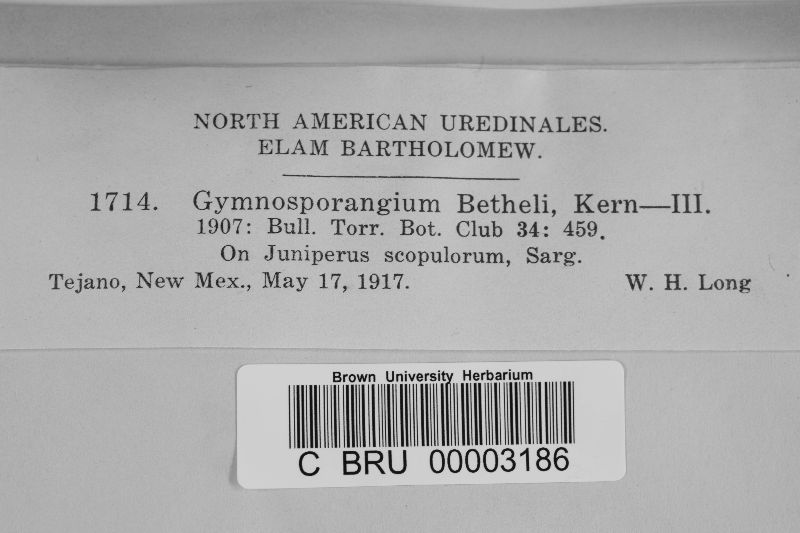 NORTH AMERICAN UREDINALES.
ELAM BARTHOLOMEW.
1714. Gymnosporangium Betheli, Kern—III.
1907: Bull. Torr. Bot. Club 34: 459.
On Juniperus scopulorum, Sarg.
Tejano, New Mex., May 17, 1917. W. H. Long
Brown University Herbarium
C BRU 00003186